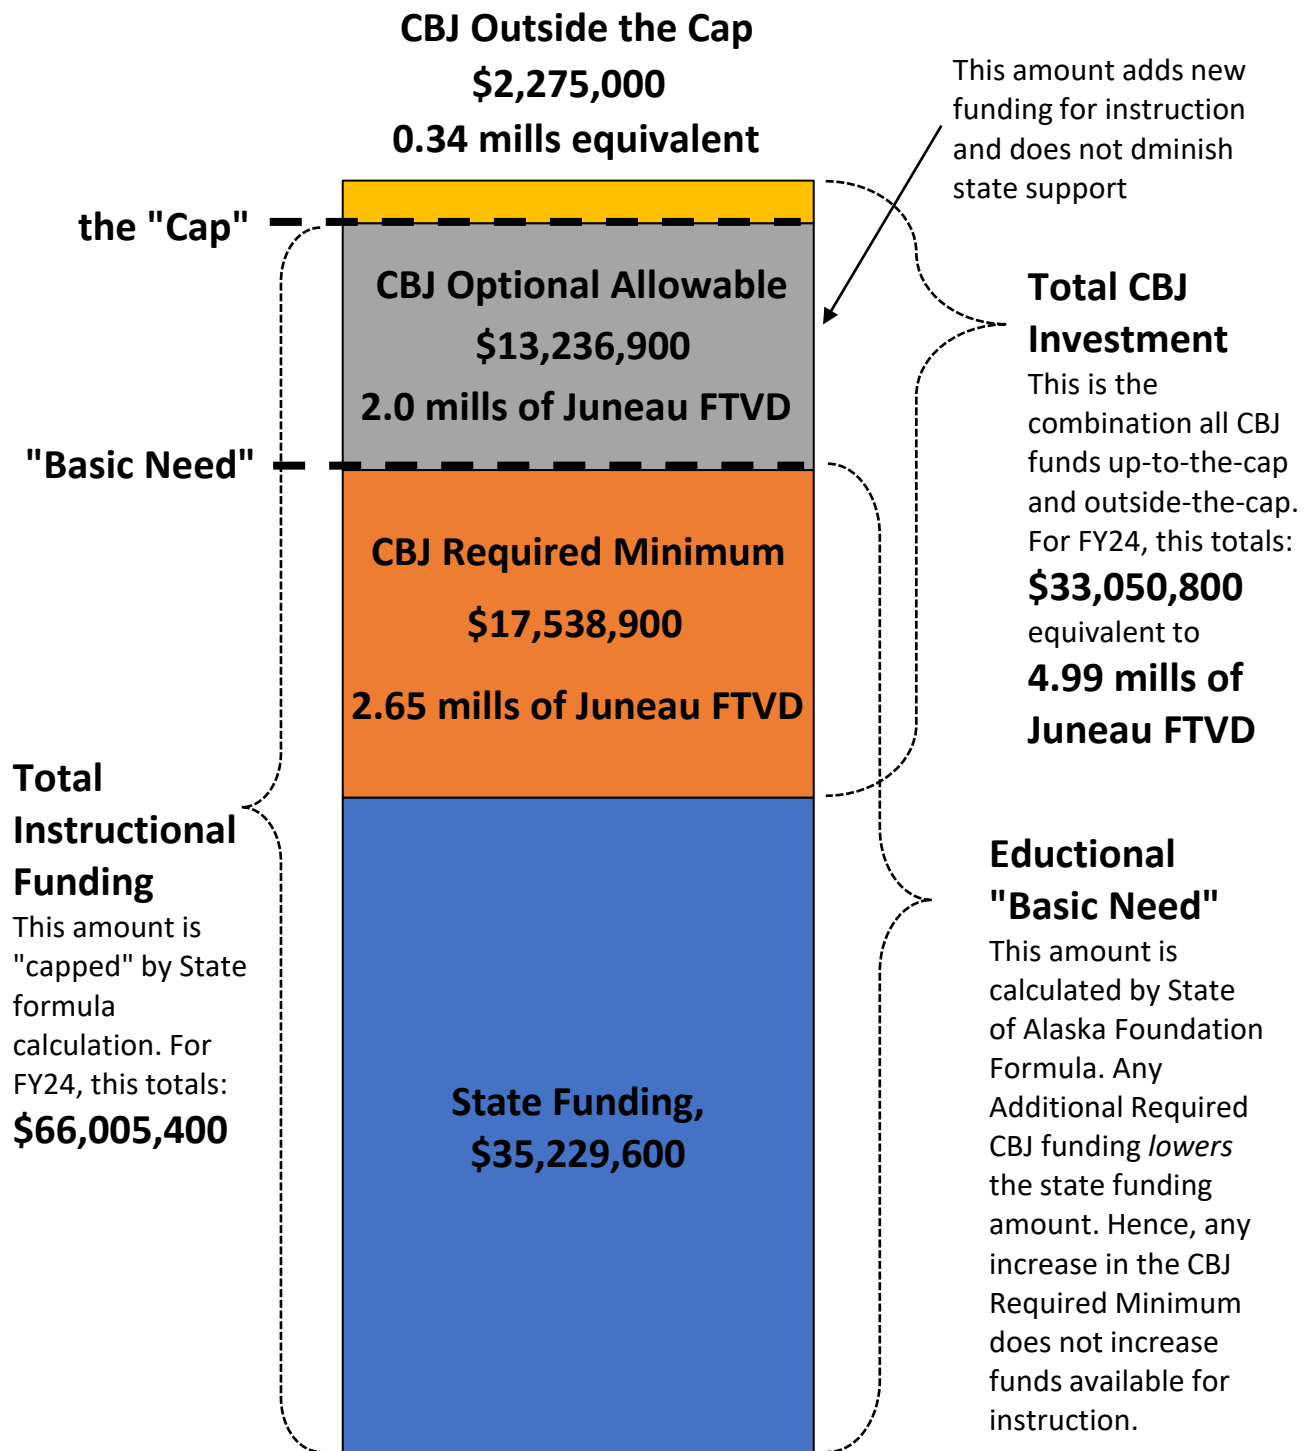 CBJ Outside the Cap
$2,275,000
0.34 mills equivalent
This amount adds new
funding for instruction
and does not dminish
state support
the "Cap"
CBJ Optional Allowable
$13,236,900
2.0 mills of Juneau FTVD
"Basic Need"
CBJ Required Minimum
$17,538,900
2.65 mills of Juneau FTVD
Total CBJ
Investment
This is the
combination all CBJ
funds up-to-the-cap
and outside-the-cap.
For FY24, this totals:
$33,050,800
equivalent to
4.99 mills of
Juneau FTVD
Total
Instructional
Funding
This amount is
"capped" by State
formula
calculation. For
FY24, this totals:
$66,005,400
State Funding,
$35,229,600
Eductional
"Basic Need"
This amount is
calculated by State
of Alaska Foundation
Formula. Any
Additional Required
CBJ funding lowers
the state funding
amount. Hence, any
increase in the CBJ
Required Minimum
does not increase
funds available for
instruction.